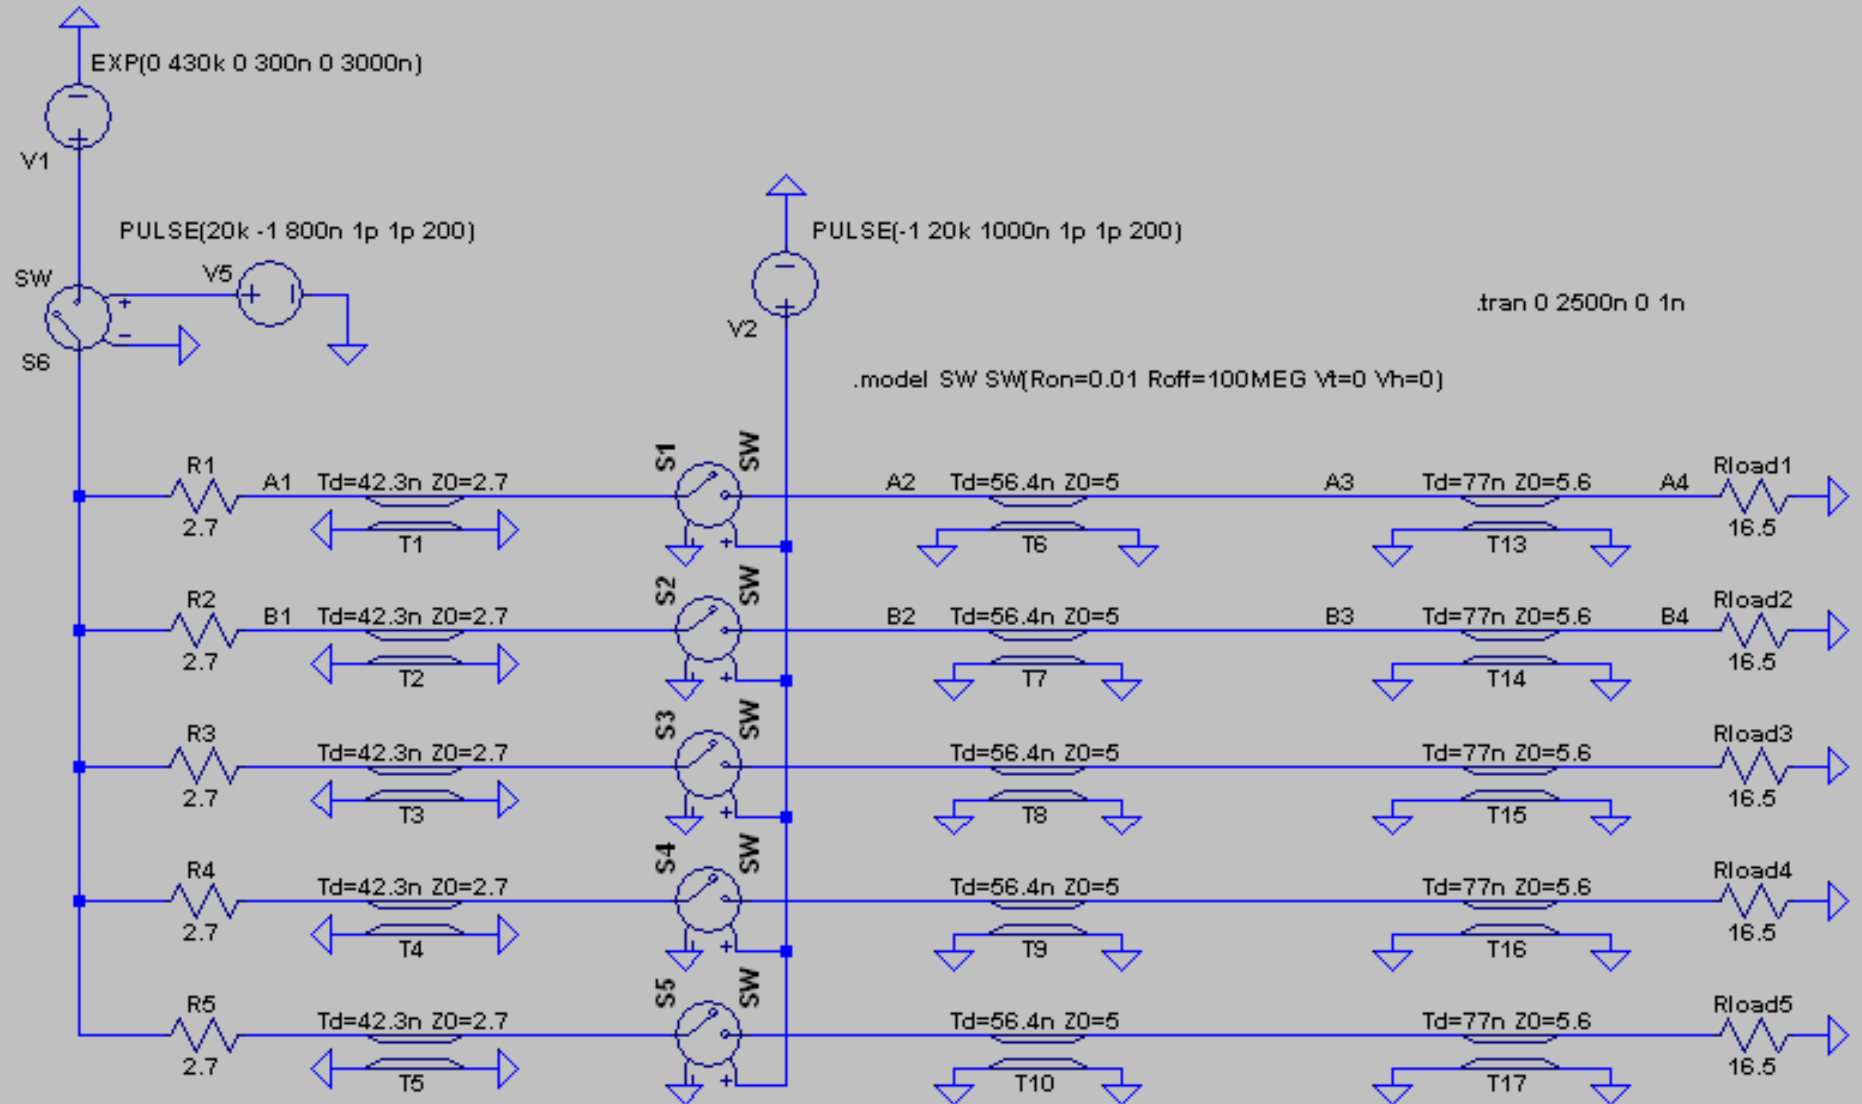 EXP(0 430k 0 300n 0 3000n)
V1
PULSE(20k -1 800n 1p 1p 200)
PULSE(-1 20k 1000n 1p 1p 200)
SW
V5
.tran 0 2500n 0 1n
V2
S6
.model SW SW(Ron=0.01 Roff=100MEG Vt=0 Vh=0)
S1 SW
R1 A1 Td=42.3n Z0=2.7 A2 Td=56.4n Z0=5 A3 Td=77n Z0=5.6 A4 Rload1
2.7 T1 T6 T13 16.5
S2 SW
R2 B1 Td=42.3n Z0=2.7 B2 Td=56.4n Z0=5 B3 Td=77n Z0=5.6 B4 Rload2
2.7 T2 T7 T14 16.5
S3 SW
R3 Td=42.3n Z0=2.7 Td=56.4n Z0=5 Td=77n Z0=5.6 Rload3
2.7 T3 T8 T15 16.5
S4 SW
R4 Td=42.3n Z0=2.7 Td=56.4n Z0=5 Td=77n Z0=5.6 Rload4
2.7 T4 T9 T16 16.5
S5 SW
R5 Td=42.3n Z0=2.7 Td=56.4n Z0=5 Td=77n Z0=5.6 Rload5
2.7 T5 T10 T17 16.5